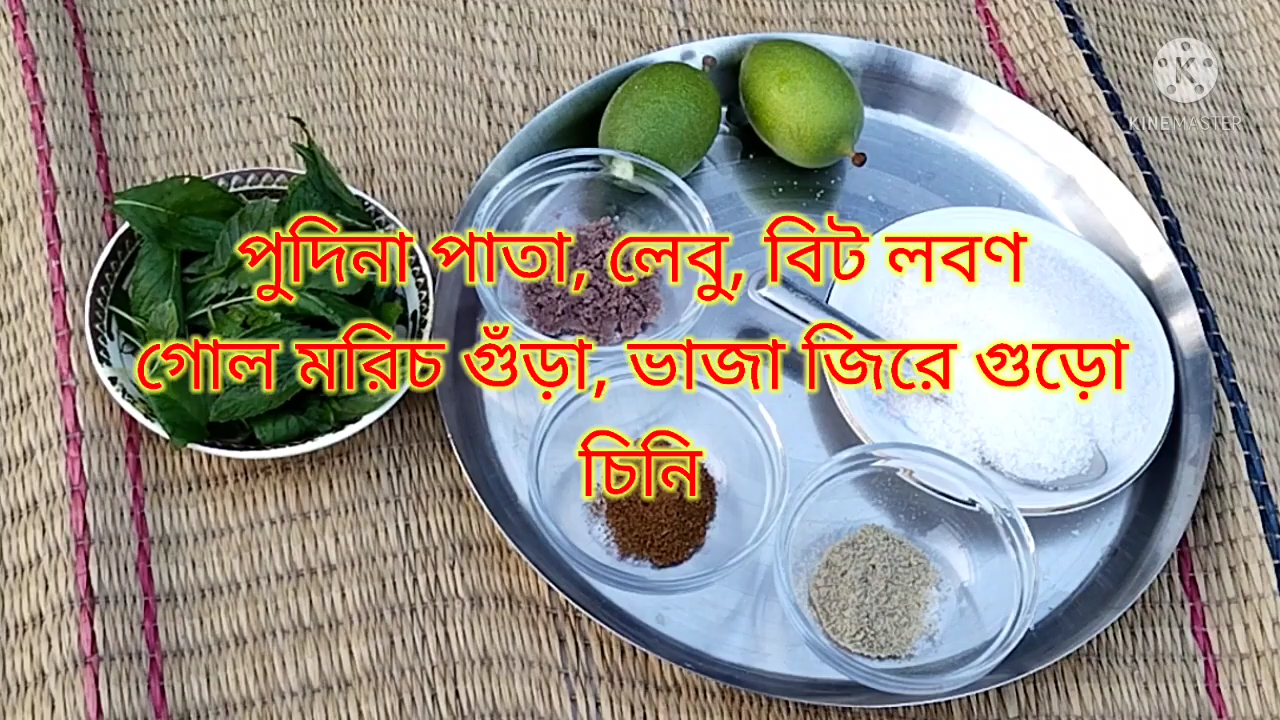 KINEMASTER
পুদিনা পাতা, লেবু, বিট লবণ
গোল মরিচ গুঁড়া, ভাজা জিরে গুড়ো
চিনি